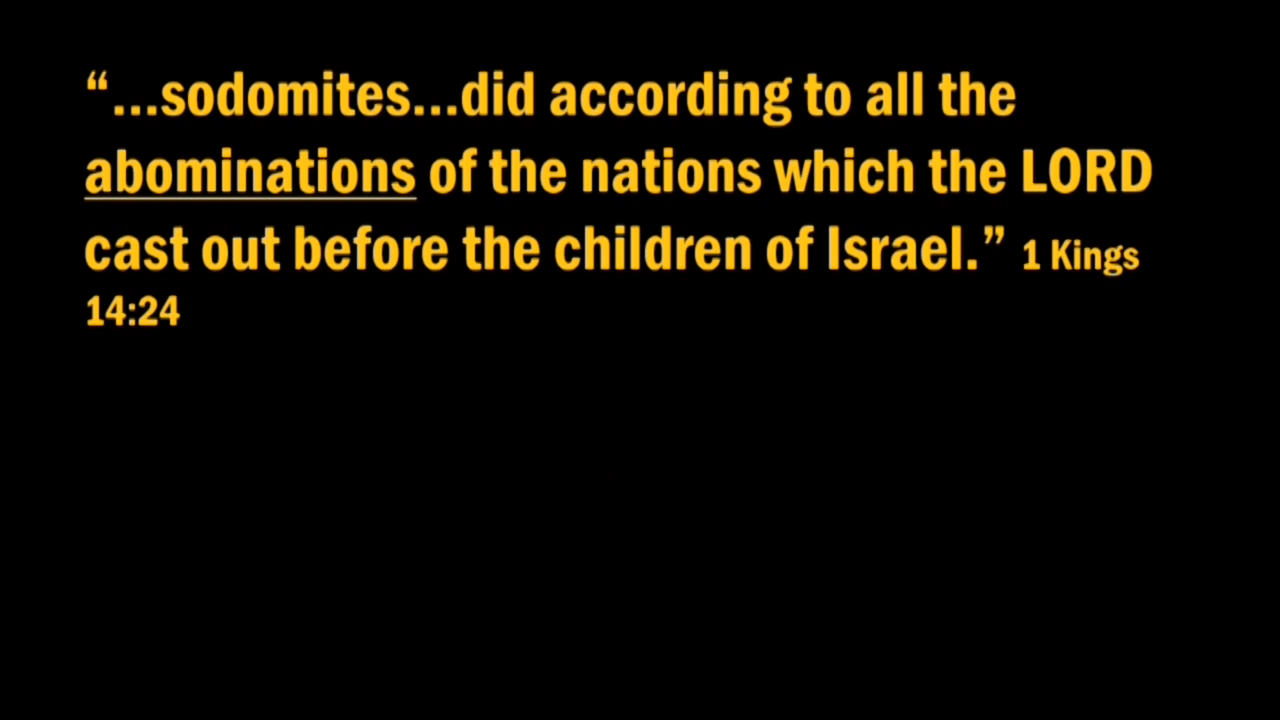 “...sodomites...did according to all the
abominations of the nations which the LORD
cast out before the children of Israel.” 1 Kings
14:24